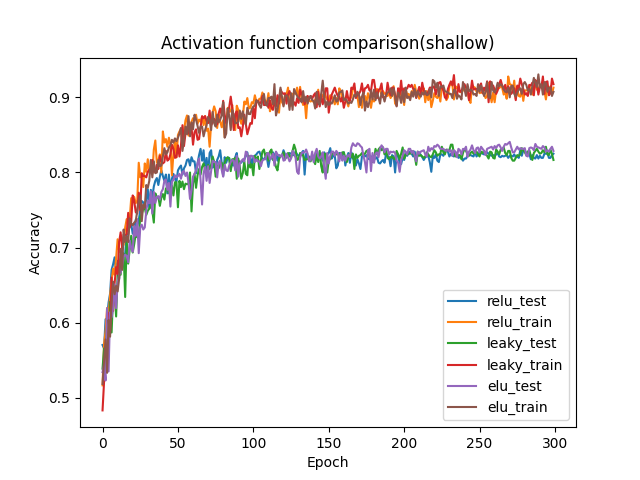 Activation function comparison(shallow)
Accuracy
0.9
0.8
0.7
0.6
0.5
relu_test
relu_train
leaky_test
leaky_train
elu_test
elu_train
0 50 100 150 200 250 300
Epoch